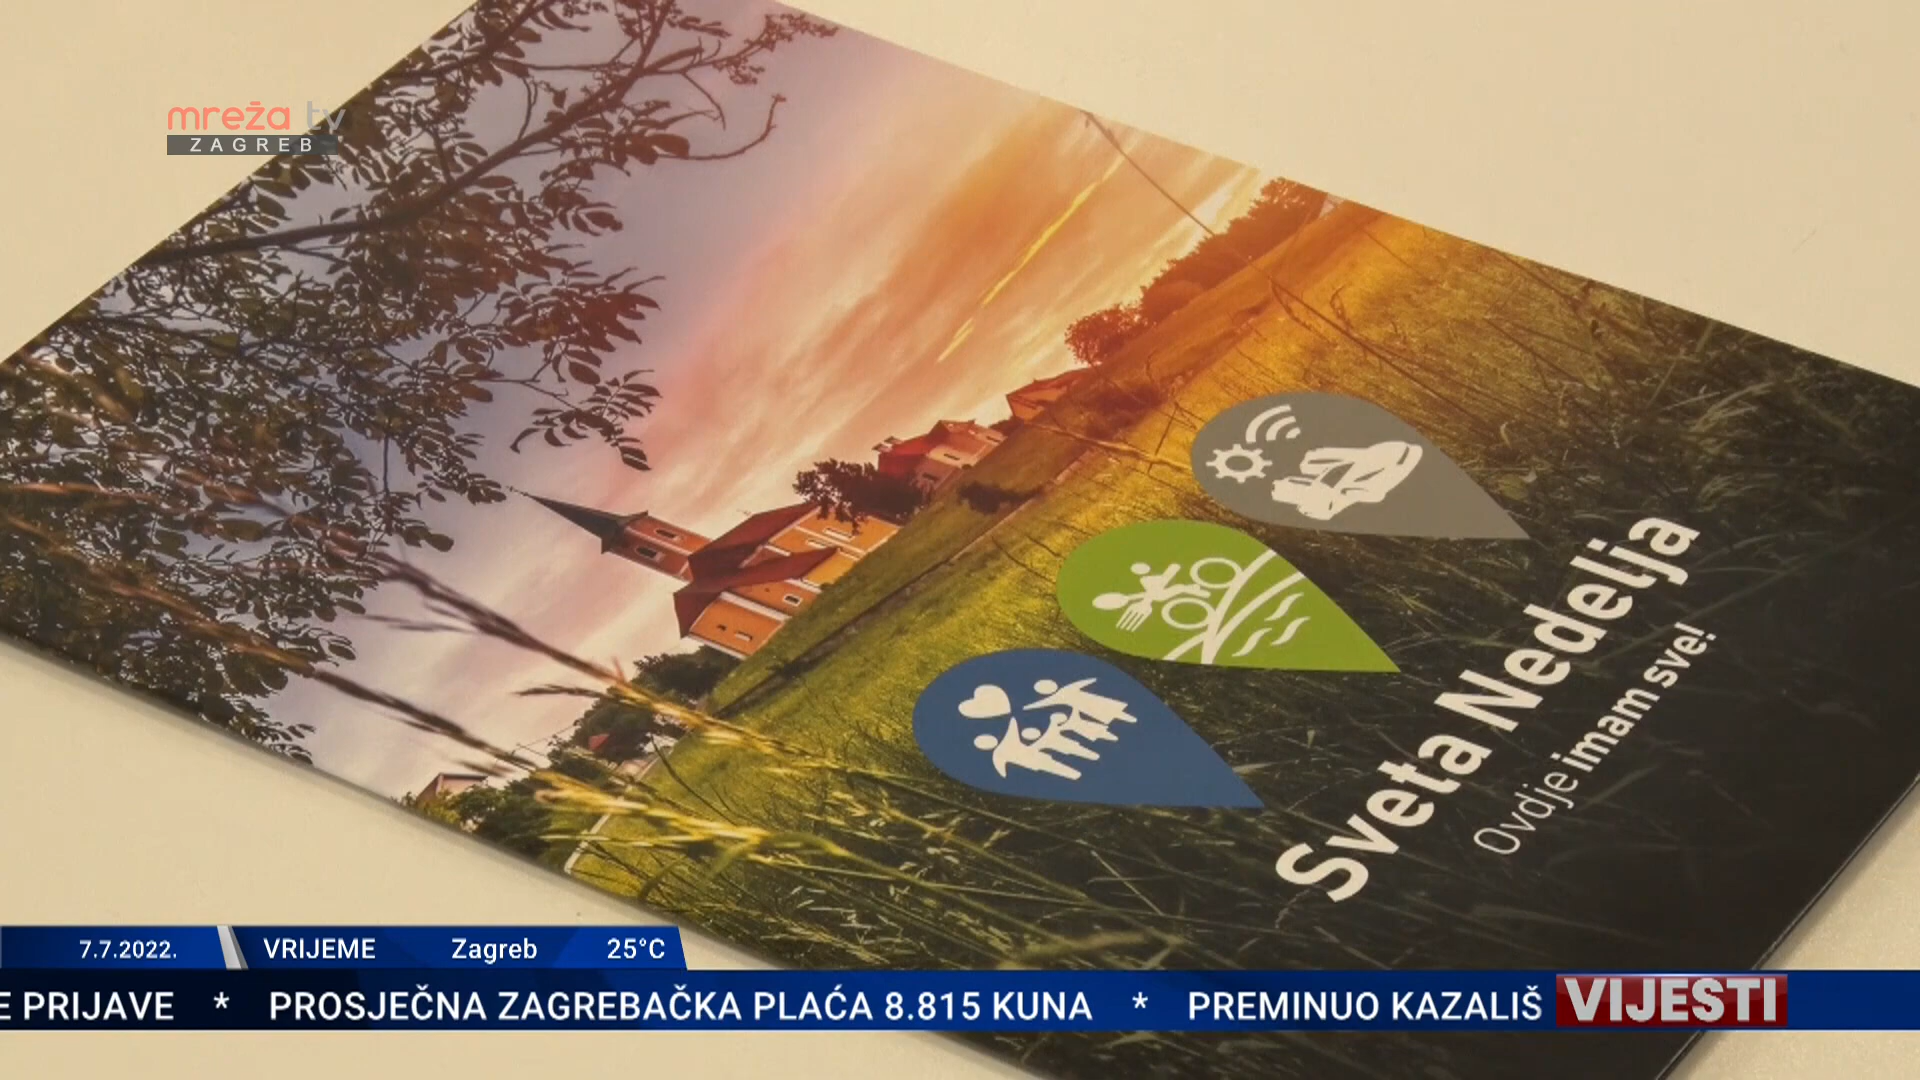 mreža tv
ZAGREB
Sveta Nedelja
Ovdje imam sve!
7.7.2022. VRIJEME Zagreb 25°C
E PRIJAVE * PROSJEČNA ZAGREBAČKA PLAĆA 8.815 KUNA * PREMINUO KAZALIŠ VIJESTI